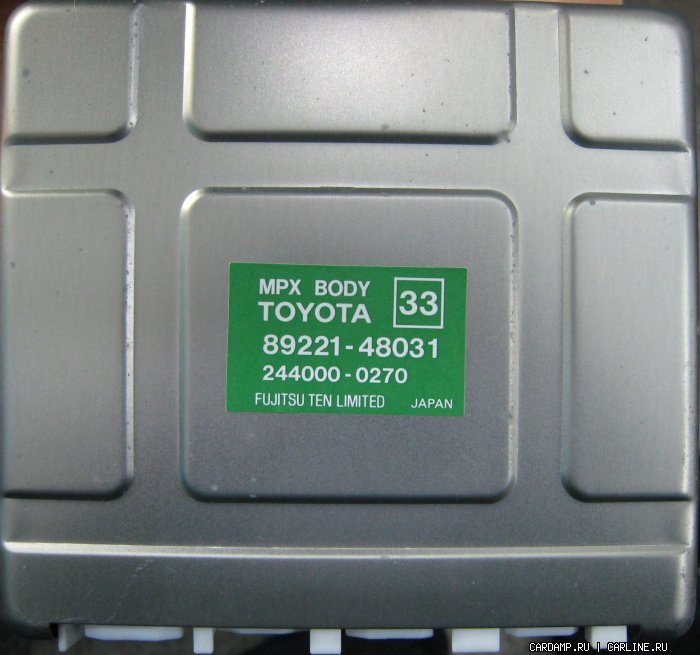 MPX BODY
TOYOTA 33
89221-48031
244000-0270
FUJITSU TEN LIMITED JAPAN
CARDAMP.RU | CARLINE.RU